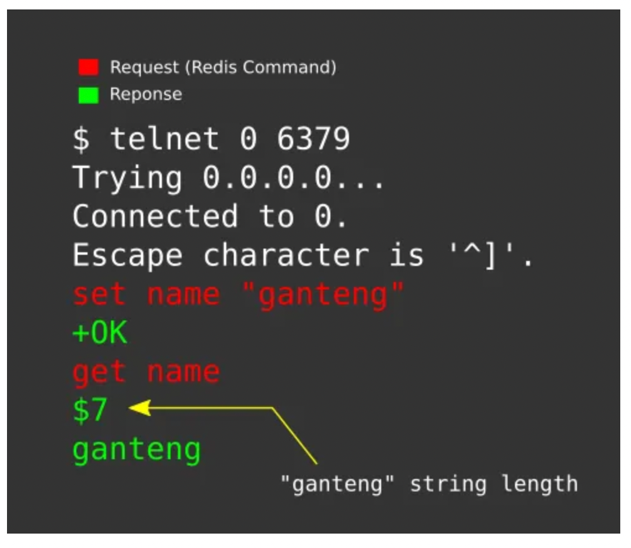 Request (Redis Command)
Reponse
$ telnet 0 6379
Trying 0.0.0.0...
Connected to 0.
Escape character is '^]'.
set name "ganteng"
+OK
get name
$7
ganteng
"ganteng" string length